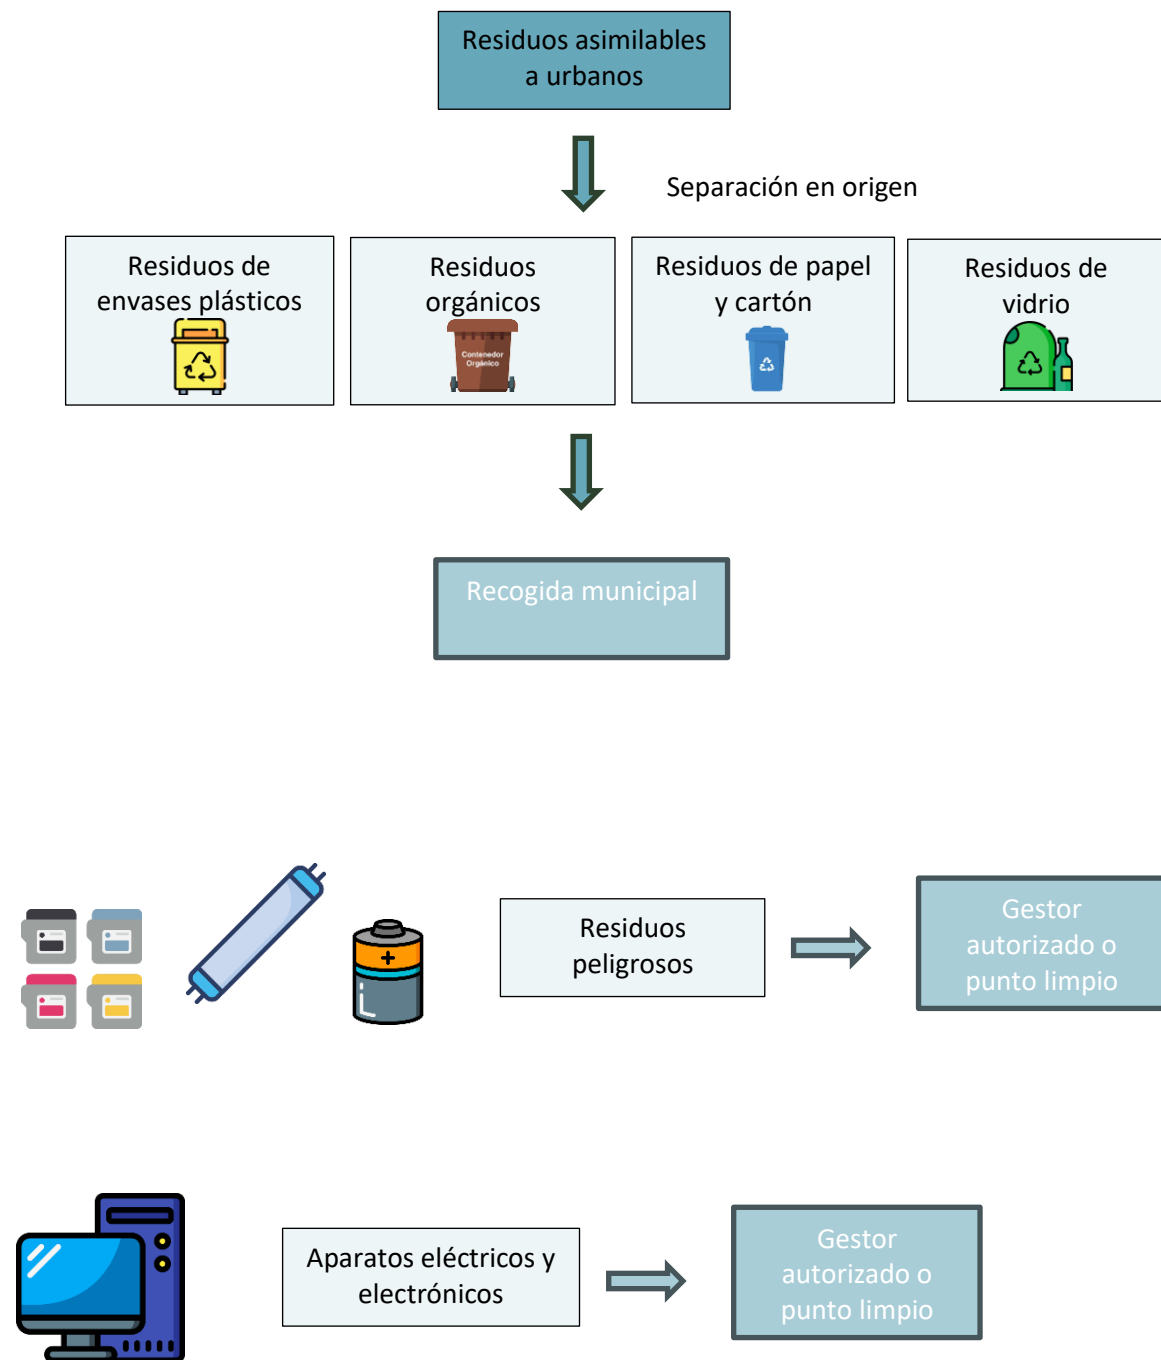 Residuos asimilables
a urbanos
Separación en origen
Residuos de
envases plásticos
Residuos
orgánicos
Contenedor
Orgánico
Residuos de papel
y cartón
Residuos de
vidrio
Recogida municipal
Residuos
peligrosos
Gestor
autorizado o
punto limpio
Aparatos eléctricos y
electrónicos
Gestor
autorizado o
punto limpio